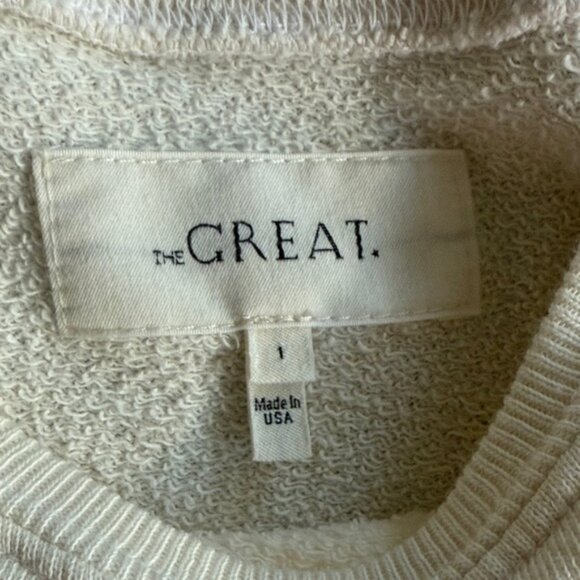 THE GREAT.
1
Made In
USA